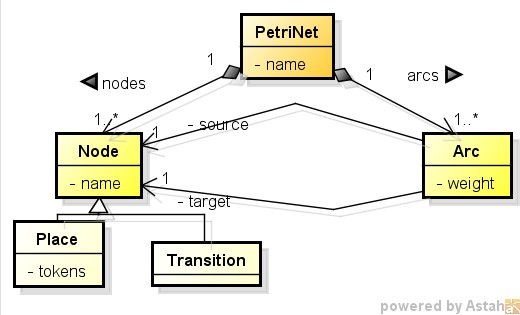 PetriNet
- name
1
1
nodes
arcs
1..*
1..*
1
- source
Node
- name
Arc
- weight
1
- target
Place
- tokens
Transition
powered by Astah